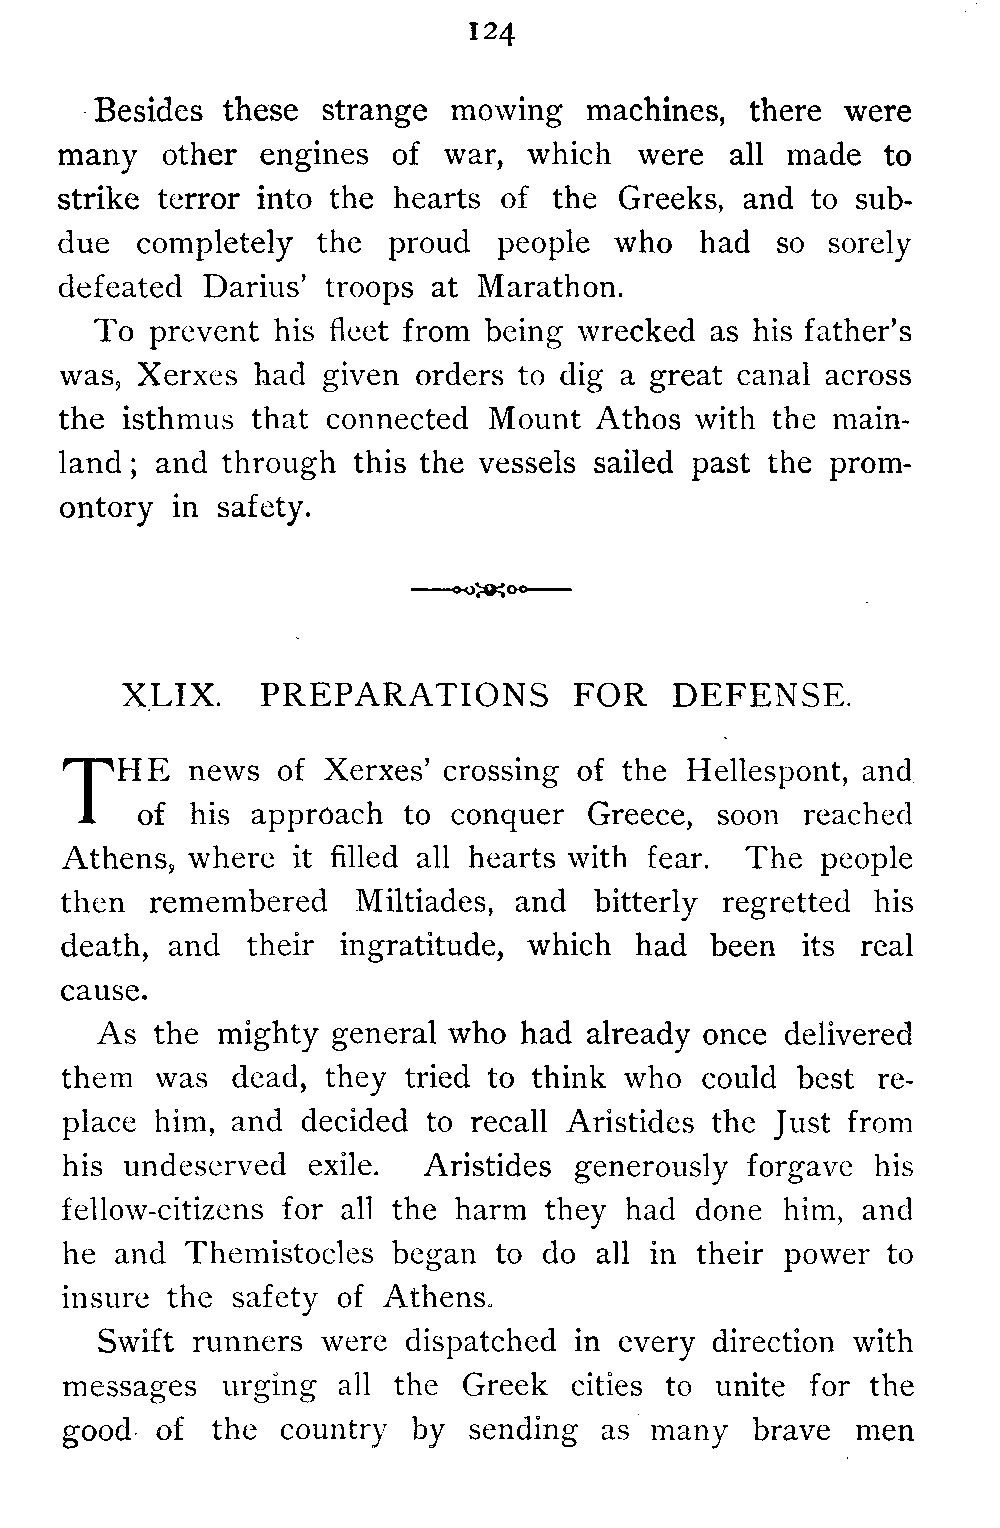 124
Besides these strange mowing machines, there were
many other engines of war, which were all made to
strike terror into the hearts of the Greeks, and to sub-
due completely the proud people who had so sorely
defeated Darius' troops at Marathon.
To prevent his fleet from being wrecked as his father's
was, Xerxes had given orders to dig a great canal across
the isthmus that connected Mount Athos with the main-
land; and through this the vessels sailed past the prom-
ontory in safety.
XLIX. PREPARATIONS FOR DEFENSE.
THE news of Xerxes' crossing of the Hellespont, and
of his approach to conquer Greece, soon reached
Athens, where it filled all hearts with fear. The people
then remembered Miltiades, and bitterly regretted his
death, and their ingratitude, which had been its real
cause.
As the mighty general who had already once delivered
them was dead, they tried to think who could best re-
place him, and decided to recall Aristides the Just from
his undeserved exile. Aristides generously forgave his
fellow-citizens for all the harm they had done him, and
he and Themistocles began to do all in their power to
insure the safety of Athens.
Swift runners were dispatched in every direction with
messages urging all the Greek cities to unite for the
good of the country by sending as many brave men